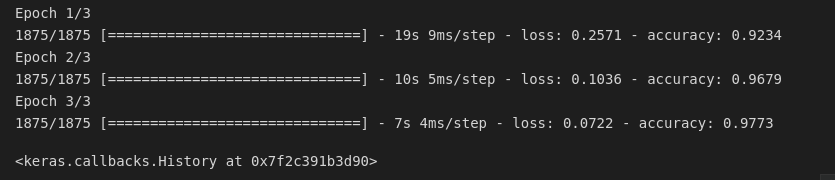 Epoch 1/3
1875/1875 [==============================] - 19s 9ms/step - loss: 0.2571 - accuracy: 0.9234
Epoch 2/3
1875/1875 [==============================] - 10s 5ms/step - loss: 0.1036 - accuracy: 0.9679
Epoch 3/3
1875/1875 [==============================] - 7s 4ms/step - loss: 0.0722 - accuracy: 0.9773
<keras.callbacks.History at 0x7f2c391b3d90>